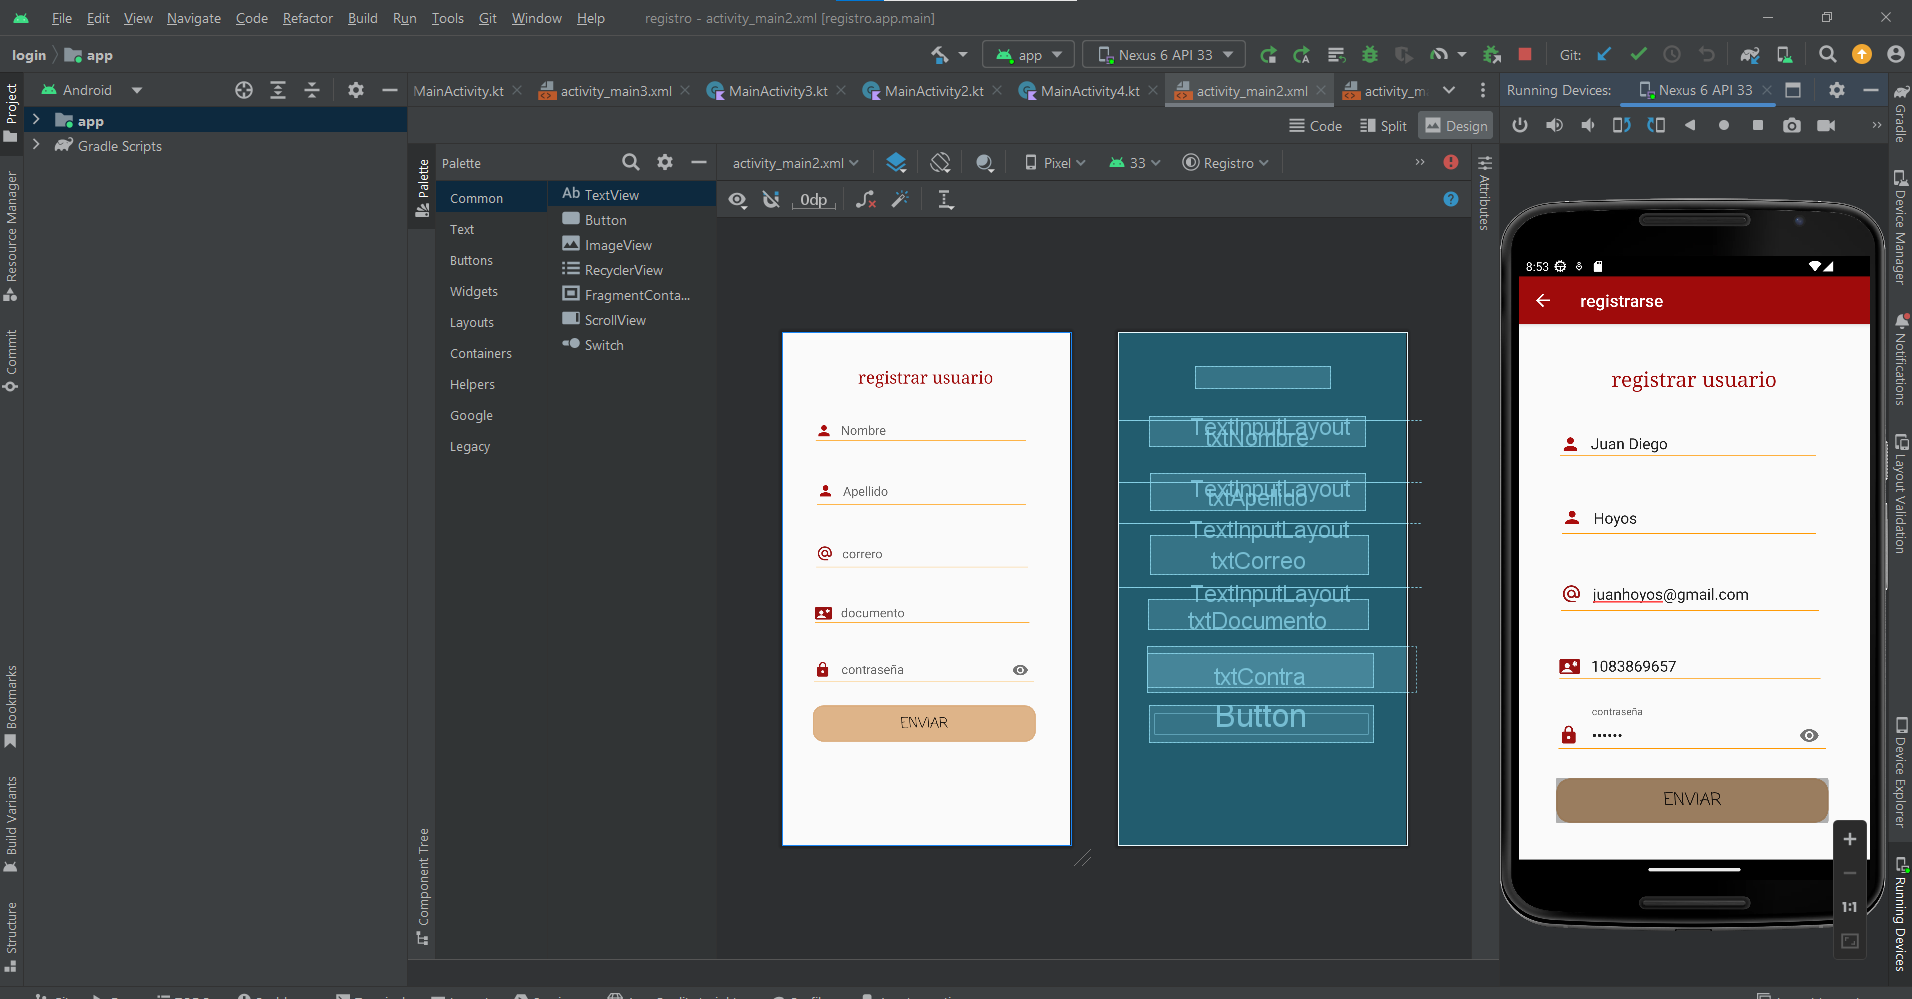 File Edit View Navigate Code Refactor Build Run Tools Git Window Help registro - activity_main2.xml [registro.app.main]
login app
app Nexus 6 API 33 Git:
Android
MainActivity.kt activity_main3.xml MainActivity3.kt MainActivity2.kt MainActivity4.kt activity_main2.xml activity_m
Running Devices: Nexus 6 API 33
Code Split Design
app
Gradle Scripts
Palette
activity_main2.xml Pixel 33 Registro
0dp
Common
Text
Buttons
Widgets
Layouts
Containers
Helpers
Google
Legacy
Ab TextView
Button
ImageView
RecyclerView
FragmentConta...
ScrollView
Switch
registrar usuario
Nombre
Apellido
correro
documento
contraseña
ENVIAR
TextInputLayout
txtNombre
TextInputLayout
txtApellido
TextInputLayout
txtCorreo
TextInputLayout
txtDocumento
txtContra
Button
8:53
registrarse
registrar usuario
Juan Diego
Hoyos
juanhoyos@gmail.com
1083869657
contraseña
ENVIAR
1:1
Project
Resource Manager
Commit
Bookmarks
Build Variants
Structure
Palette
Component Tree
Attributes
Gradle
Device Manager
Notifications
Layout Validation
Device Explorer
Running Devices